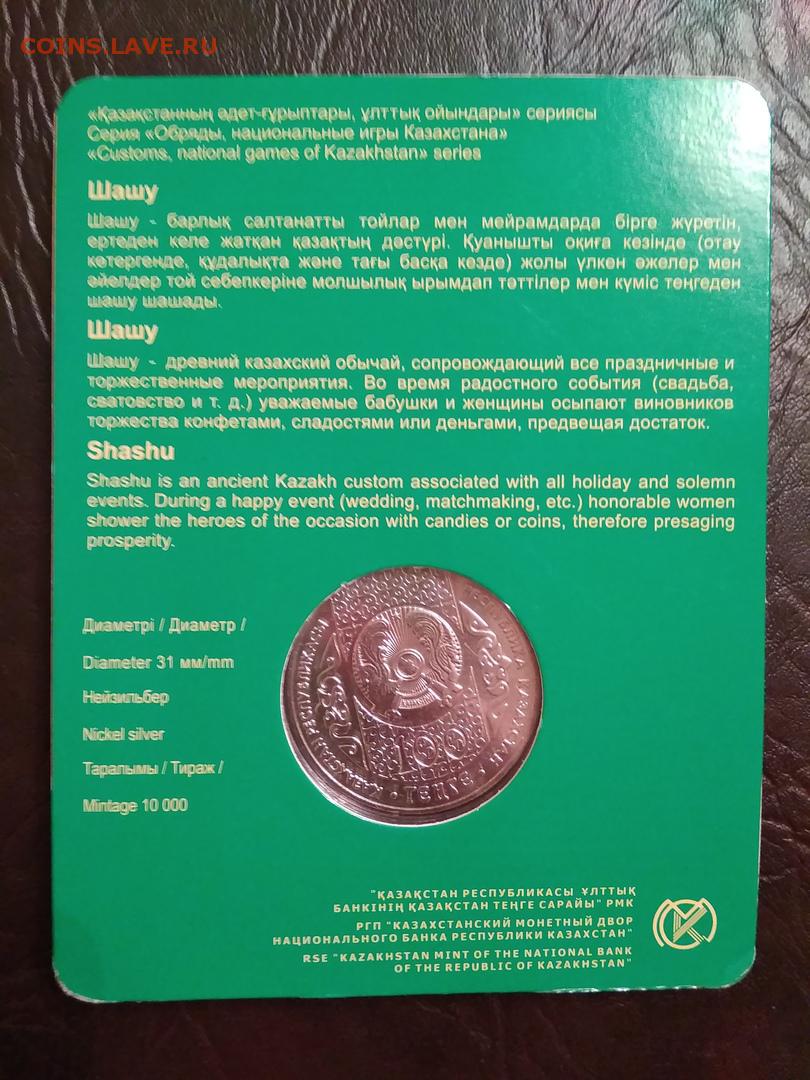 COINS.LAVE.RU
«Қазақстанның әдет-ғұрыптары, ұлттық ойындары» сериясы
Серия «Обряды, национальные игры Казахстана»
«Customs, national games of Kazakhstan» series
Шашу
Шашу - барлық салтанатты тойлар мен мейрамдарда бірге жүретін,
ертеден келе жатқан қазақтың дәстүрі. Қуанышты оқиға кезінде (отау
көтергенде, құдалықта және тағы басқа кезде) жолы үлкен әжелер мен
әйелдер той себепкеріне молшылық ырымдап тәттілер мен күміс теңгеден
шашу шашады.
Шашу
Шашу - древний казахский обычай, сопровождающий все праздничные и
торжественные мероприятия. Во время радостного события (свадьба,
сватовство и т. д.) уважаемые бабушки и женщины осыпают виновников
торжества конфетами, сладостями или деньгами, предвещая достаток.
Shashu
Shashu is an ancient Kazakh custom associated with all holiday and solemn
events. During a happy event (wedding, matchmaking, etc.) honorable women
shower the heroes of the occasion with candies or coins, therefore presaging
prosperity.
Диаметрі / Диаметр /
Diameter 31 мм/mm
Нейзильбер
Nickel silver
Таралымы / Тираж /
Mintage 10 000
ҚАЗАҚСТАН РЕСПУБЛИКАСЫ
РЕСПУБЛИКА КАЗАХСТАН
100
• ТЕҢГЕ •
"ҚАЗАҚСТАН РЕСПУБЛИКАСЫ ҰЛТТЫҚ
БАНКІНІҢ ҚАЗАҚСТАН ТЕҢГЕ САРАЙЫ" РМК
РГП "КАЗАХСТАНСКИЙ МОНЕТНЫЙ ДВОР
НАЦИОНАЛЬНОГО БАНКА РЕСПУБЛИКИ КАЗАХСТАН"
RSE "KAZAKHSTAN MINT OF THE NATIONAL BANK
OF THE REPUBLIC OF KAZAKHSTAN"